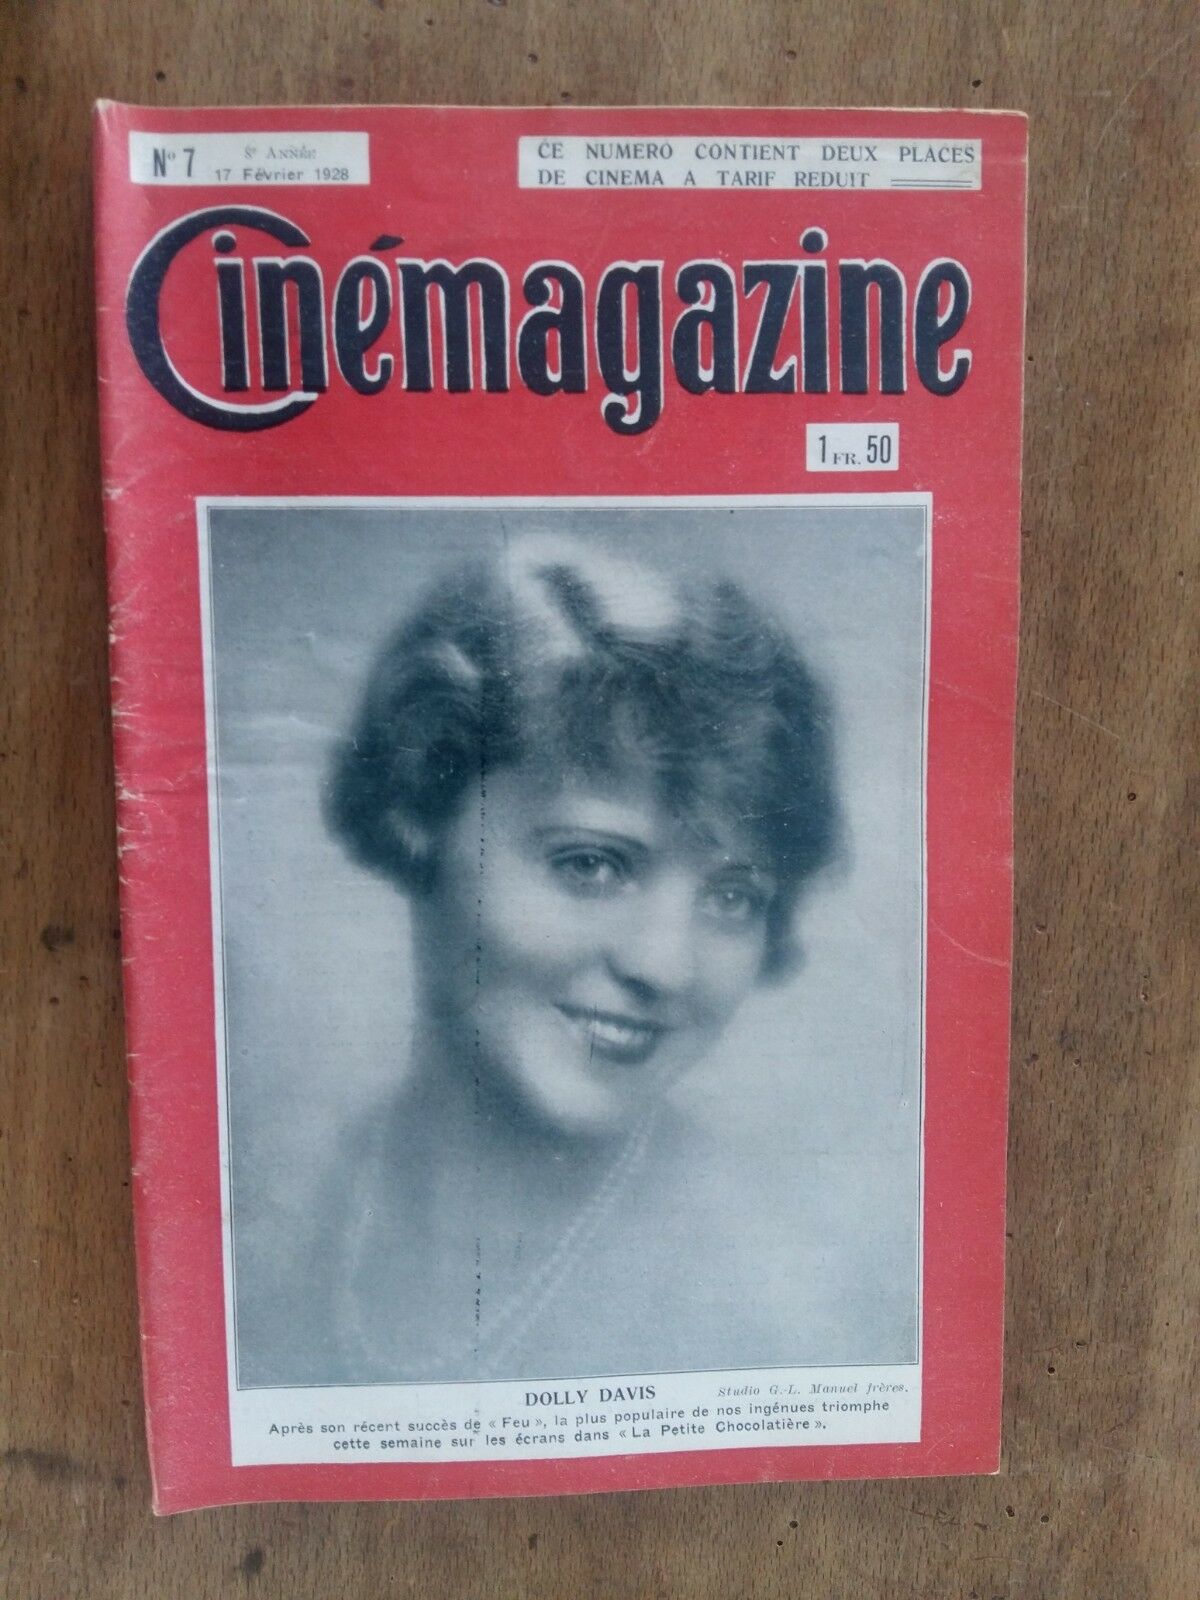 Nº 7
8e ANNÉE
17 Février 1928
CE NUMERO CONTIENT DEUX PLACES
DE CINEMA A TARIF REDUIT
Cinémagazine
1 FR. 50
DOLLY DAVIS
Studio G.-L. Manuel frères.
Après son récent succès de « Feu », la plus populaire de nos ingénues triomphe
cette semaine sur les écrans dans « La Petite Chocolatière ».